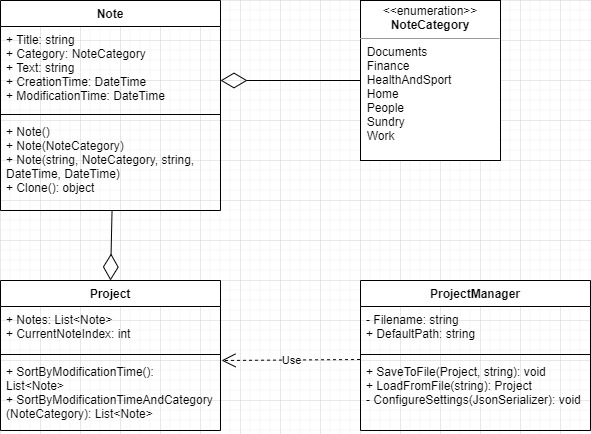 Note
+ Title: string
+ Category: NoteCategory
+ Text: string
+ CreationTime: DateTime
+ ModificationTime: DateTime
+ Note()
+ Note(NoteCategory)
+ Note(string, NoteCategory, string,
DateTime, DateTime)
+ Clone(): object
<<enumeration>>
NoteCategory
Documents
Finance
HealthAndSport
Home
People
Sundry
Work
Project
+ Notes: List<Note>
+ CurrentNoteIndex: int
+ SortByModificationTime():
List<Note>
+ SortByModificationTimeAndCategory
(NoteCategory): List<Note>
Use
ProjectManager
- Filename: string
+ DefaultPath: string
+ SaveToFile(Project, string): void
+ LoadFromFile(string): Project
- ConfigureSettings(JsonSerializer): void